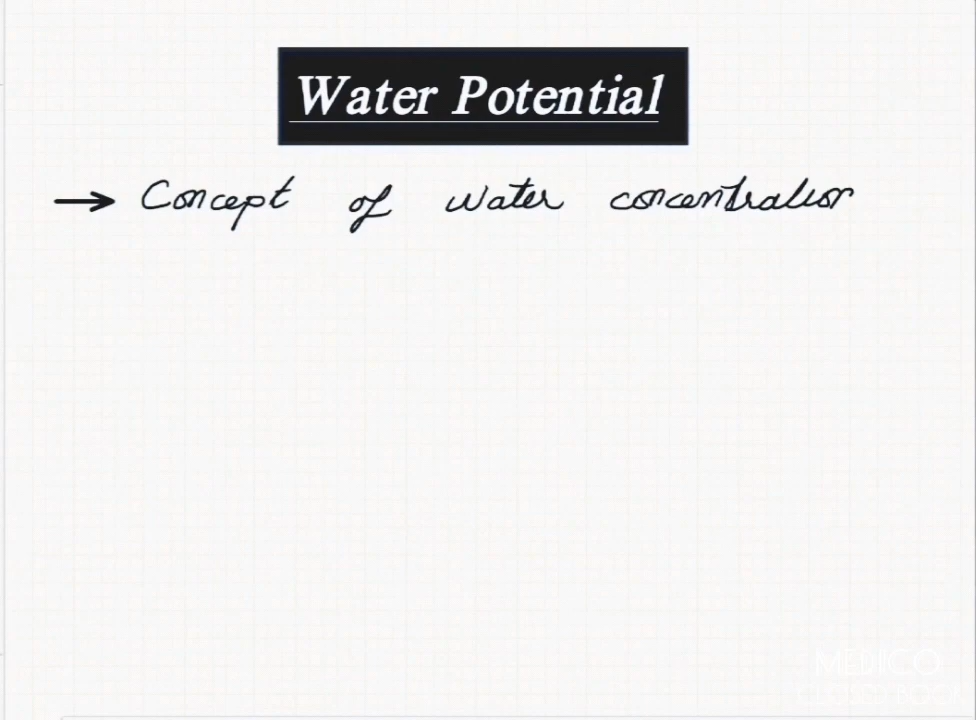 Water Potential
→ Concept of water concentration
MEDICO